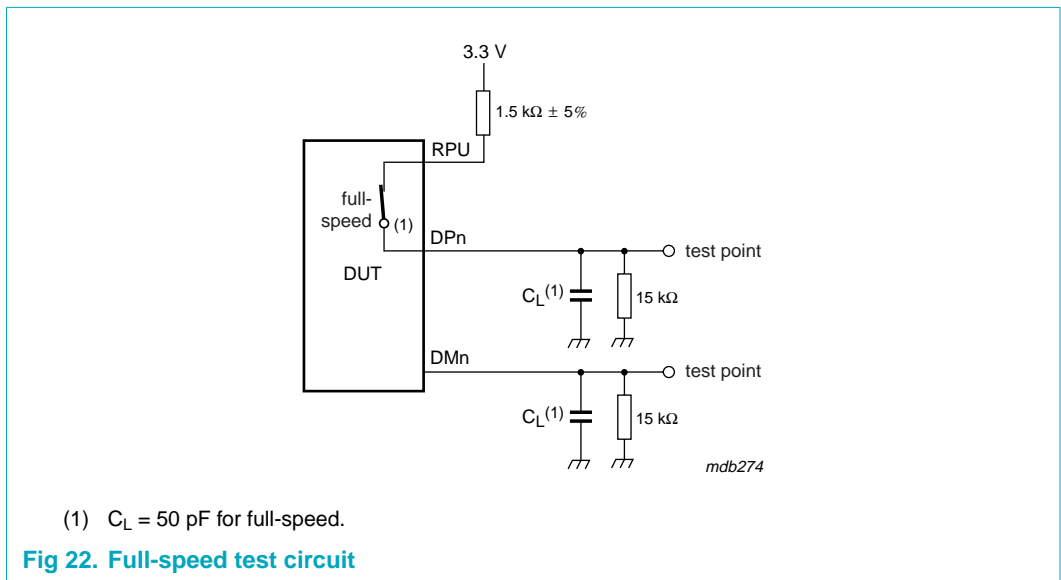 3.3 V
1.5 kΩ ± 5%
RPU
full-
speed
(1)
DPn
test point
DUT
C_L(1)
15 kΩ
DMn
test point
C_L(1)
15 kΩ
mdb274
(1) C_L = 50 pF for full-speed.
Fig 22. Full-speed test circuit